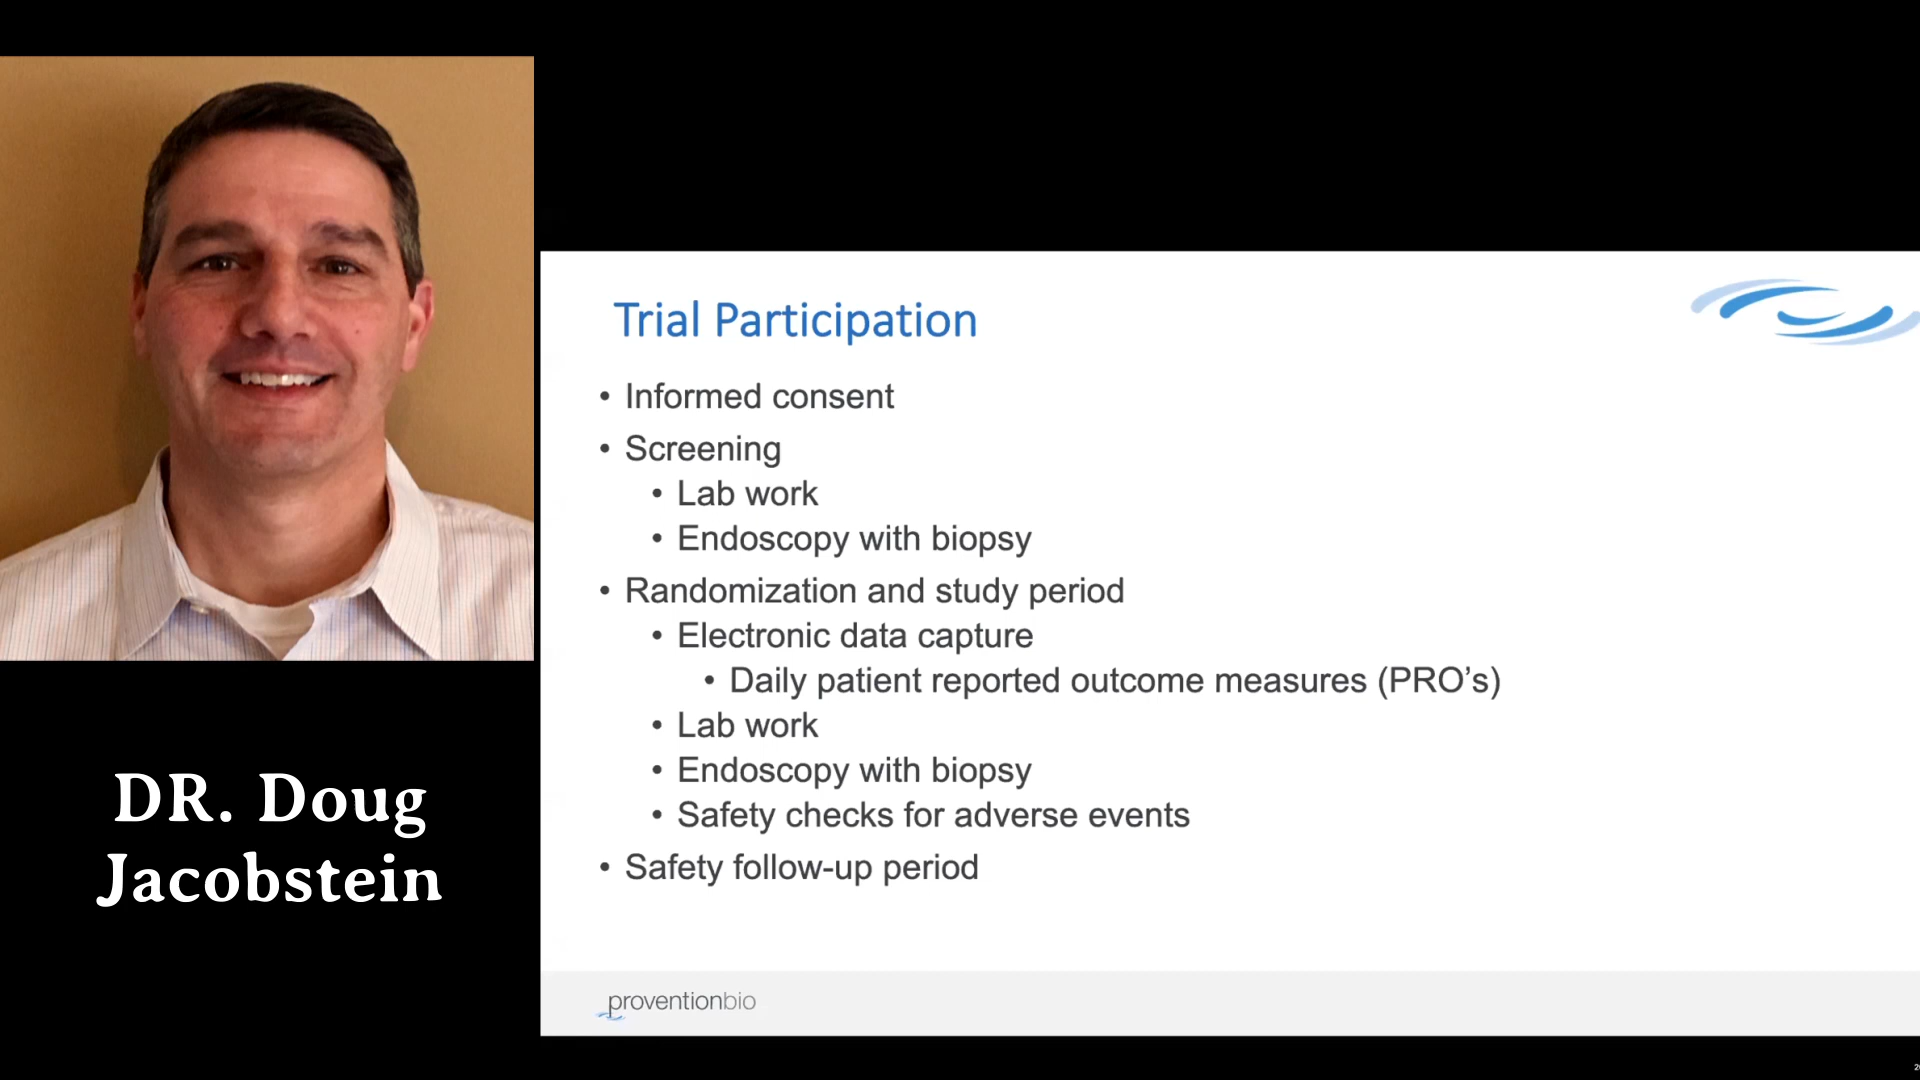 DR. Doug
Jacobstein
Trial Participation
• Informed consent
• Screening
• Lab work
• Endoscopy with biopsy
• Randomization and study period
• Electronic data capture
• Daily patient reported outcome measures (PRO’s)
• Lab work
• Endoscopy with biopsy
• Safety checks for adverse events
• Safety follow-up period
proventionbio